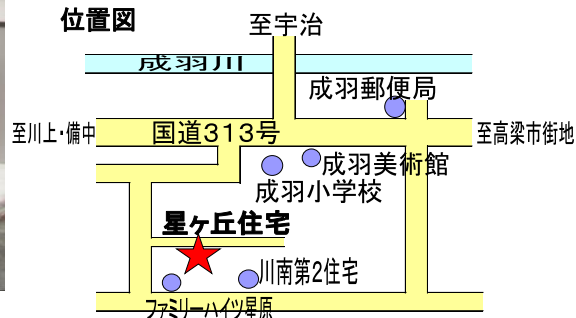 位置図
至宇治
成羽川
成羽郵便局
至川上・備中
国道313号
至高梁市街地
成羽美術館
成羽小学校
星ヶ丘住宅
川南第2住宅
ファミリーハイツ星原